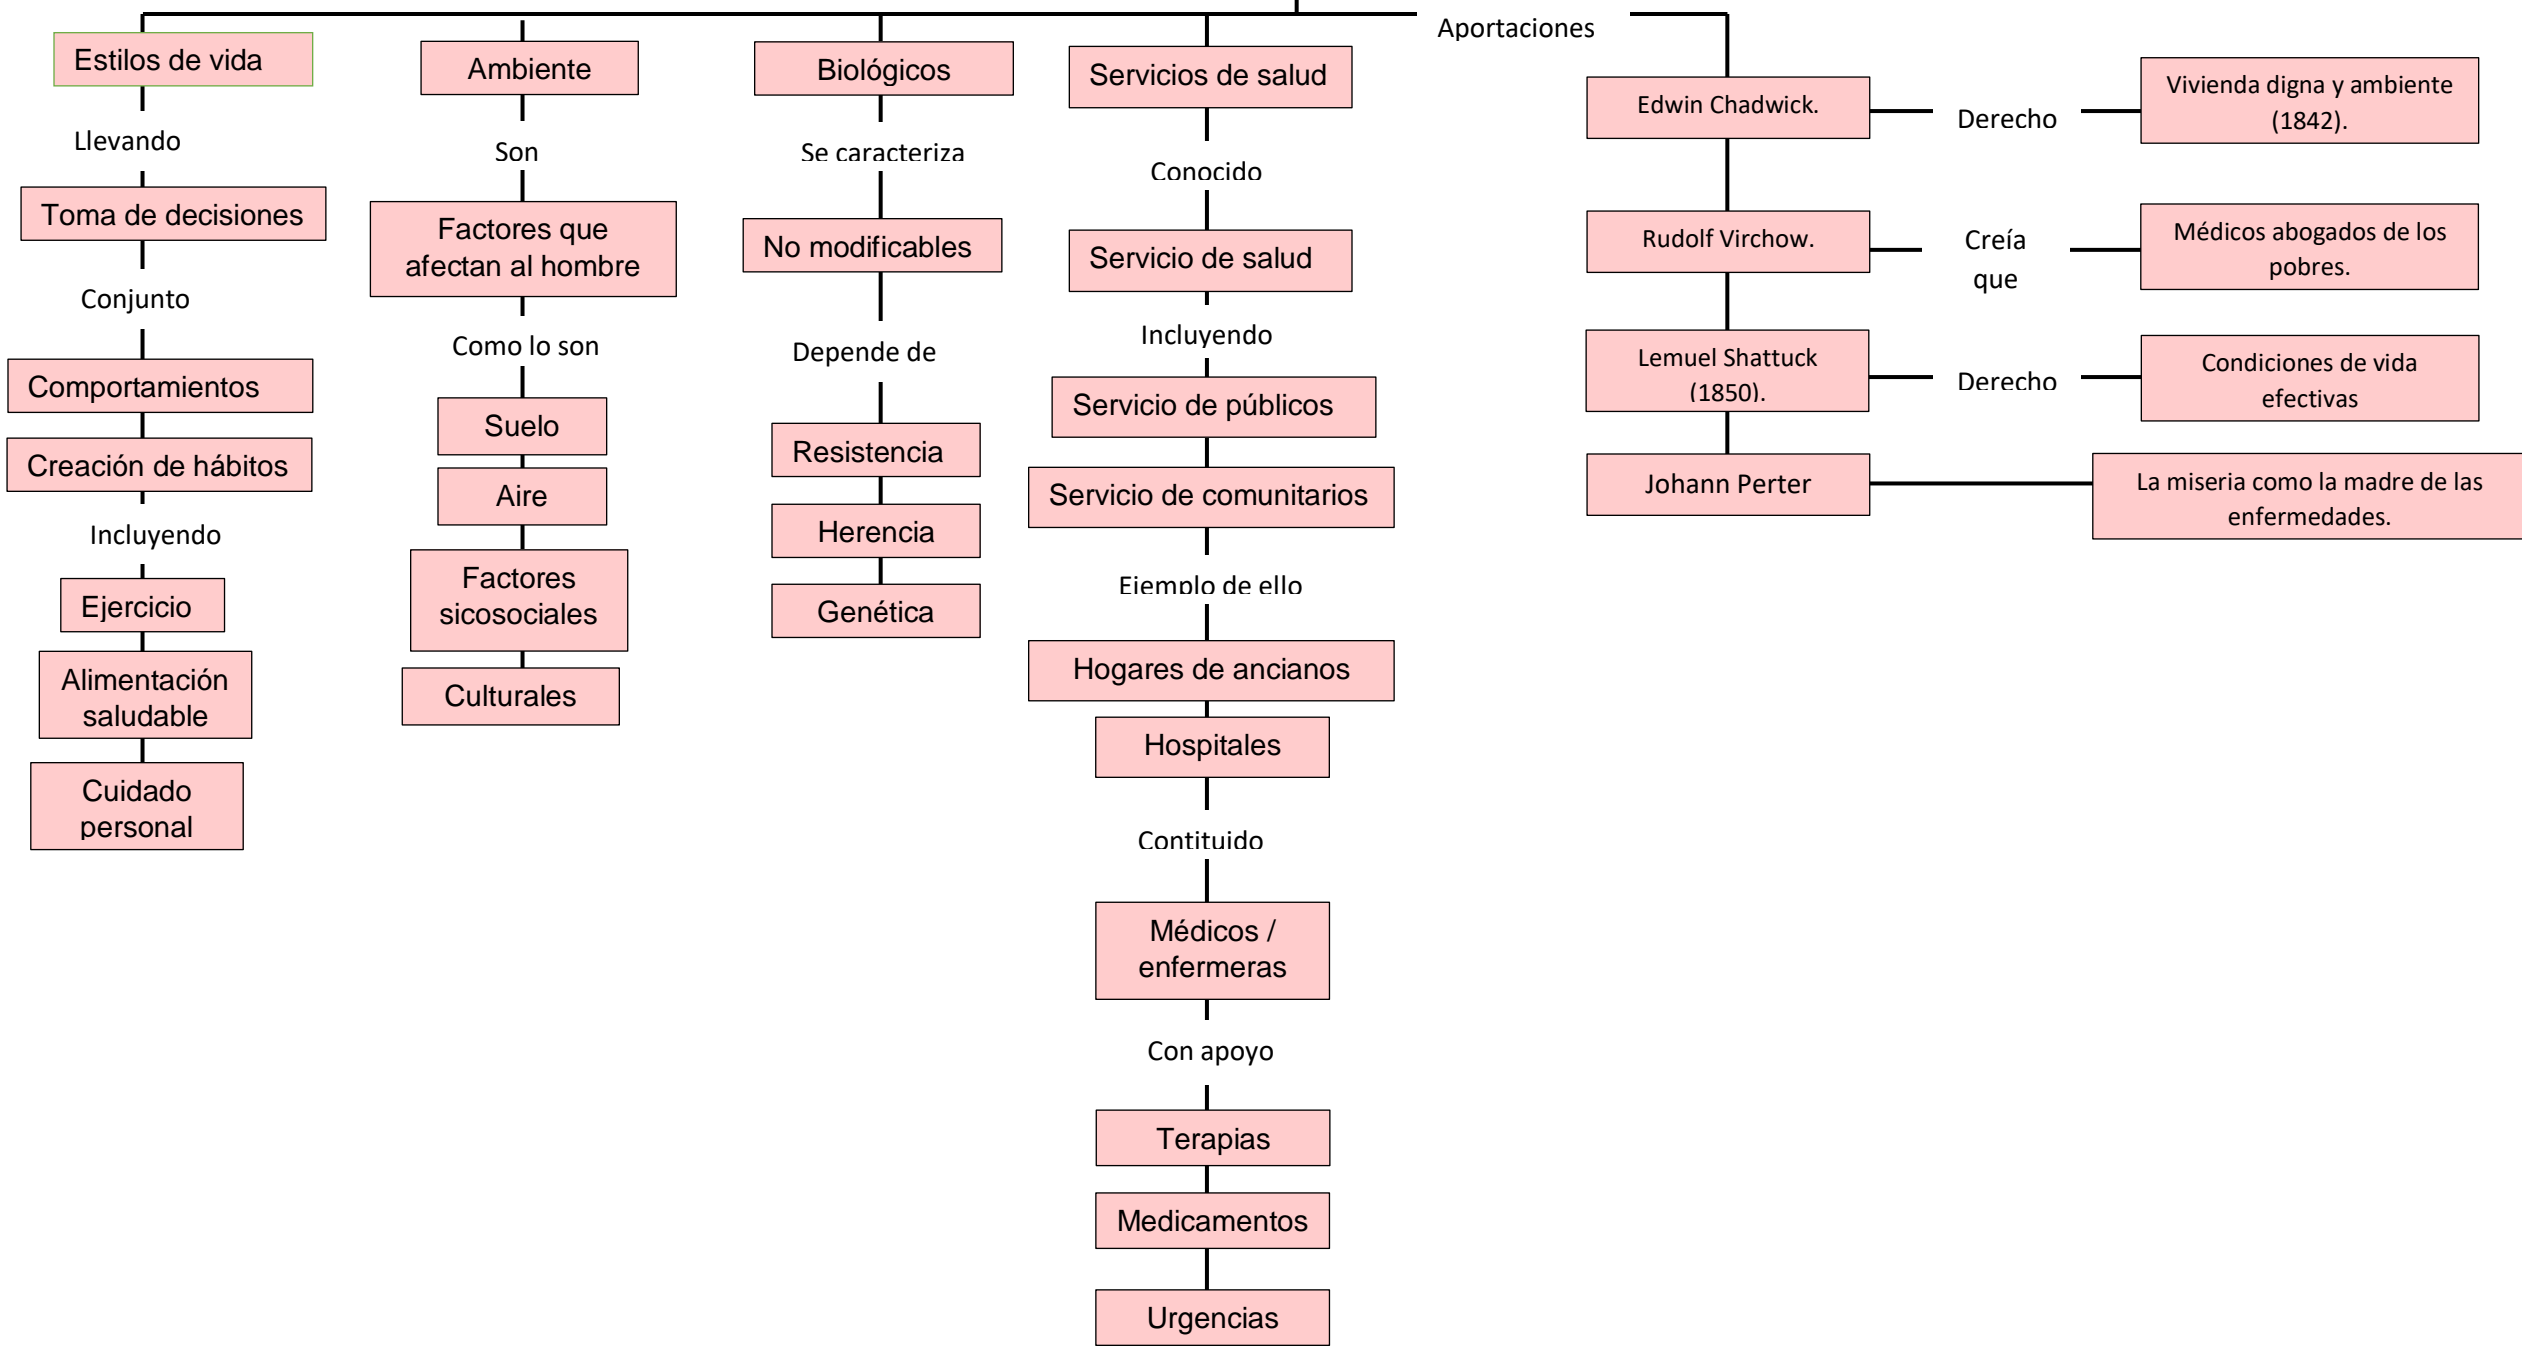 Aportaciones
Estilos de vida
Llevando
Toma de decisiones
Conjunto
Comportamientos
Creación de hábitos
Incluyendo
Ejercicio
Alimentación
saludable
Cuidado
personal
Ambiente
Son
Factores que
afectan al hombre
Como lo son
Suelo
Aire
Factores
sicosociales
Culturales
Biológicos
Se caracteriza
No modificables
Depende de
Resistencia
Herencia
Genética
Servicios de salud
Conocido
Servicio de salud
Incluyendo
Servicio de públicos
Servicio de comunitarios
Ejemplo de ello
Hogares de ancianos
Hospitales
Contituido
Médicos /
enfermeras
Con apoyo
Terapias
Medicamentos
Urgencias
Edwin Chadwick.
Derecho
Vivienda digna y ambiente
(1842).
Rudolf Virchow.
Creía
que
Médicos abogados de los
pobres.
Lemuel Shattuck
(1850).
Derecho
Condiciones de vida
efectivas
Johann Perter
La miseria como la madre de las
enfermedades.